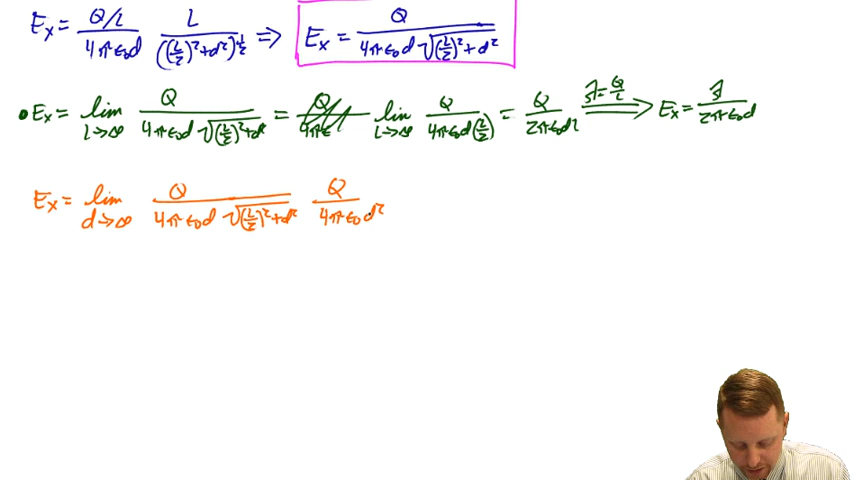 Eₓ = Q/L / 4πε₀d · L / ((L/2)² + d²)^½ ⇒ Eₓ = Q / 4πε₀d √((L/2)² + d²)
• Eₓ = lim L→∞ Q / 4πε₀d √((L/2)² + d²) = lim L→∞ Q / 4πε₀d (L/2) = Q / 2πε₀dL λ = Q/L ⟹ Eₓ = λ / 2πε₀d
Eₓ = lim d→∞ Q / 4πε₀d √((L/2)² + d²) Q / 4πε₀d²